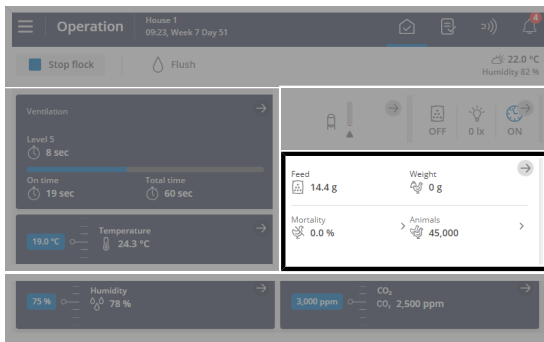 Operation
House 1
09:23, Week 7 Day 51
4
Stop flock
Flush
22.0 °C
Humidity 82 %
Ventilation
Level 5
8 sec
On time
19 sec
Total time
60 sec
OFF
0 lx
ON
Feed
14.4 g
Weight
0 g
Mortality
0.0 %
Animals
45,000
19.0 °C
Temperature
24.3 °C
75 %
Humidity
78 %
3,000 ppm
CO₂
CO₂ 2,500 ppm